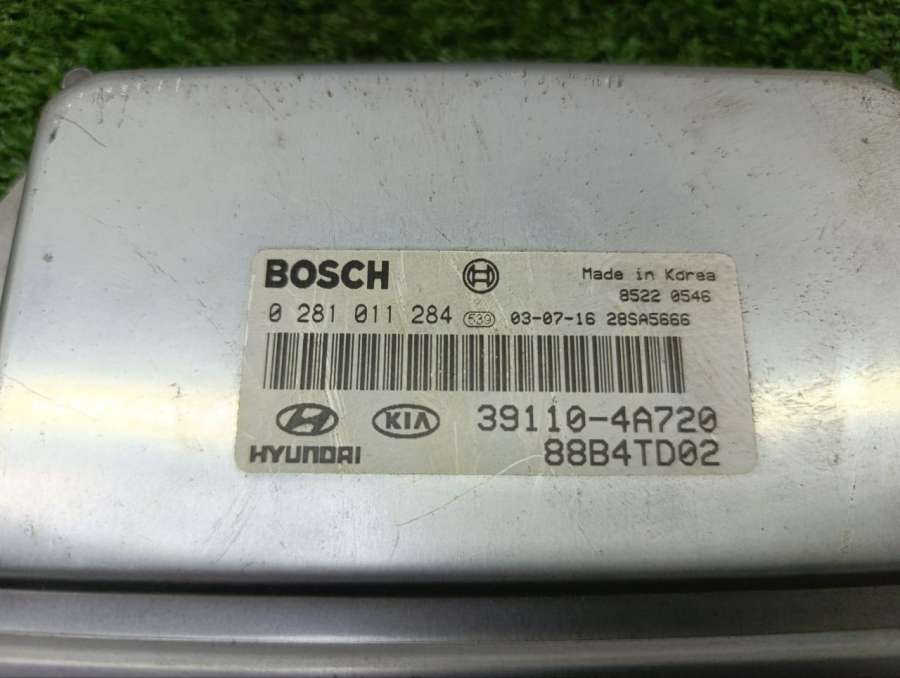 BOSCH Made in Korea
8522 0546
0 281 011 284 539 03-07-16 28SA5666
HYUNDAI KIA 39110-4A720
88B4TD02